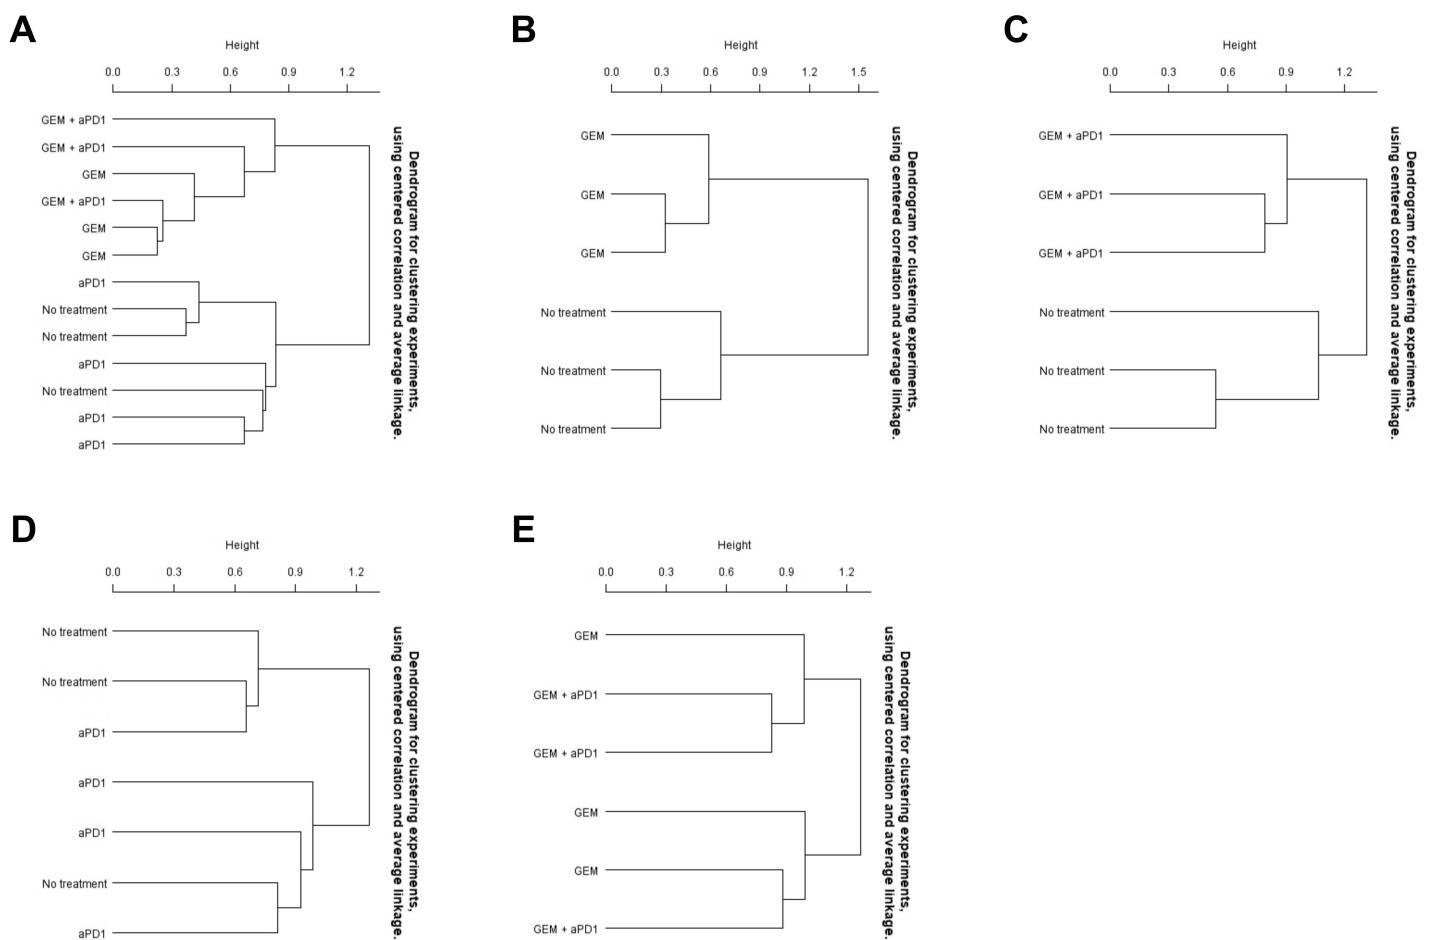 A
Height
0.0 0.3 0.6 0.9 1.2
GEM + aPD1
GEM + aPD1
GEM
GEM + aPD1
GEM
GEM
aPD1
No treatment
No treatment
aPD1
No treatment
aPD1
aPD1
Dendrogram for clustering experiments,
using centered correlation and average linkage.
B
Height
0.0 0.3 0.6 0.9 1.2 1.5
GEM
GEM
GEM
No treatment
No treatment
No treatment
Dendrogram for clustering experiments,
using centered correlation and average linkage.
C
Height
0.0 0.3 0.6 0.9 1.2
GEM + aPD1
GEM + aPD1
GEM + aPD1
No treatment
No treatment
No treatment
Dendrogram for clustering experiments,
using centered correlation and average linkage.
D
Height
0.0 0.3 0.6 0.9 1.2
No treatment
No treatment
aPD1
aPD1
aPD1
No treatment
aPD1
Dendrogram for clustering experiments,
using centered correlation and average linkage.
E
Height
0.0 0.3 0.6 0.9 1.2
GEM
GEM + aPD1
GEM + aPD1
GEM
GEM
GEM + aPD1
Dendrogram for clustering experiments,
using centered correlation and average linkage.